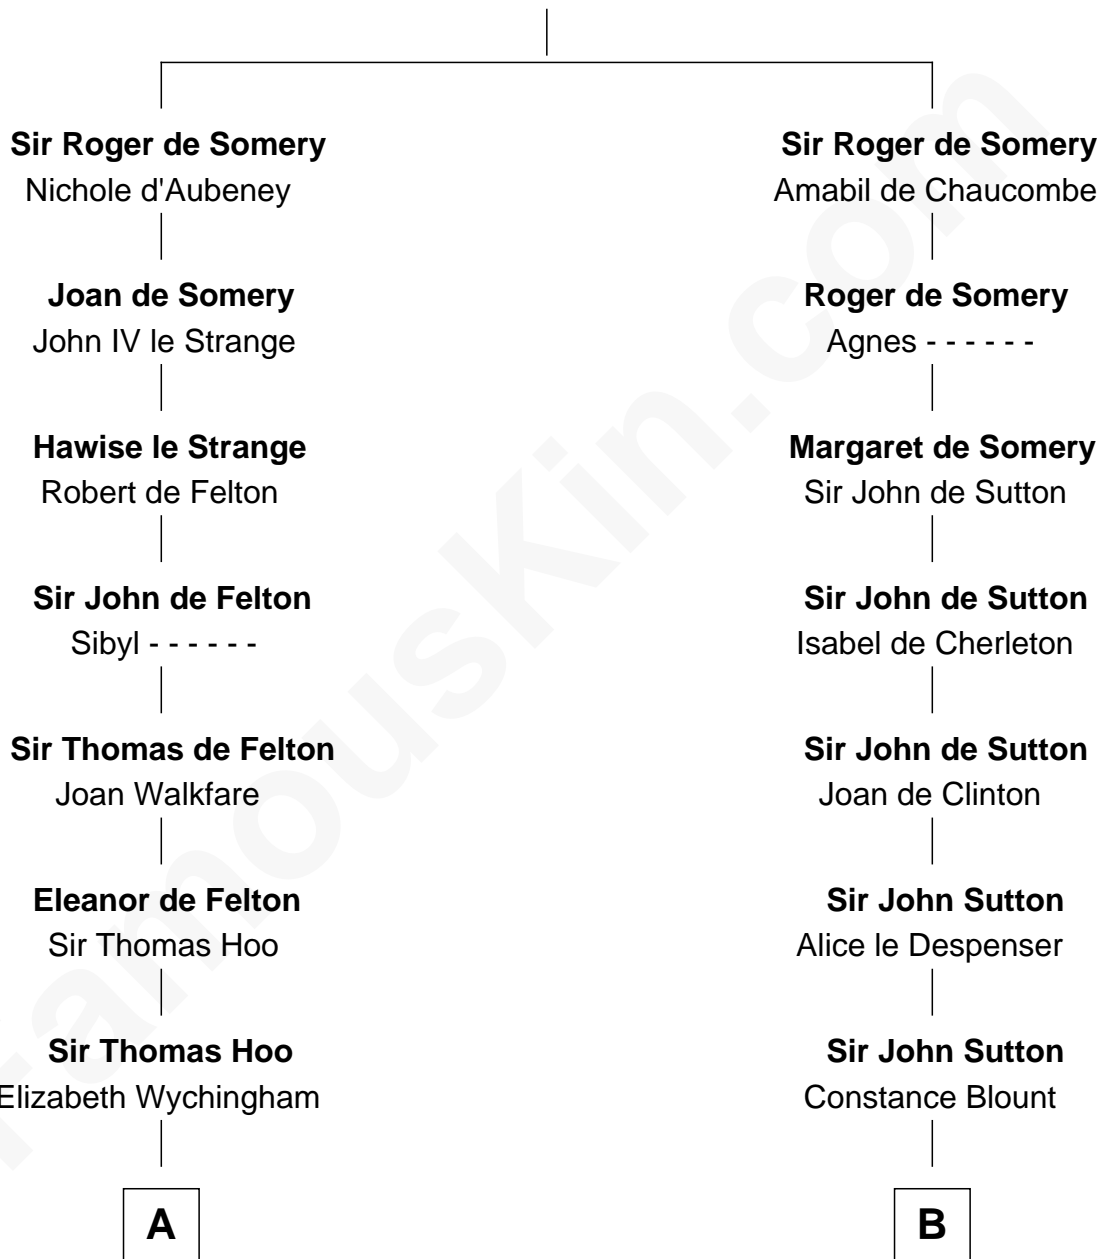 Sir Roger de Somery
Nichole d'Aubeney
Joan de Somery
John IV le Strange
Hawise le Strange
Robert de Felton
Sir John de Felton
Sibyl - - - - - -
Sir Thomas de Felton
Joan Walkfare
Eleanor de Felton
Sir Thomas Hoo
Sir Thomas Hoo
Elizabeth Wychingham
A
Sir Roger de Somery
Amabil de Chaucombe
Roger de Somery
Agnes - - - - - -
Margaret de Somery
Sir John de Sutton
Sir John de Sutton
Isabel de Cherleton
Sir John de Sutton
Joan de Clinton
Sir John Sutton
Alice le Despenser
Sir John Sutton
Constance Blount
B
FamousKin.com